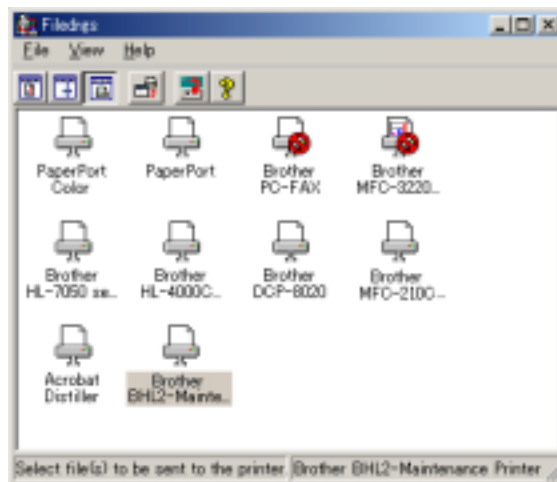 Filedrgs
File View Help
PaperPort
Color
PaperPort
Brother
PC-FAX
Brother
MFC-3220...
Brother
HL-7050 se...
Brother
HL-4000C...
Brother
DCP-8020
Brother
MFC-210C...
Acrobat
Distiller
Brother
BHL2-Mainte...
Select file(s) to be sent to the printer Brother BHL2-Maintenance Printer